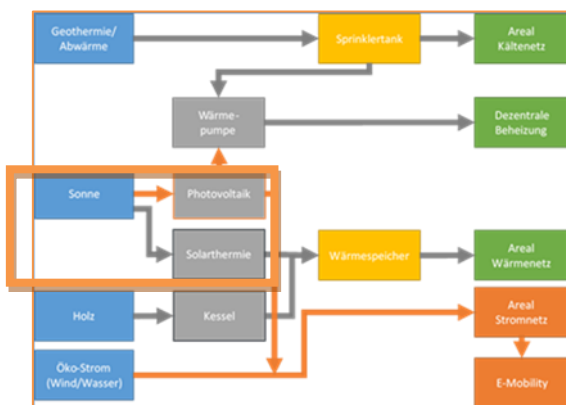 Geothermie/
Abwärme
Sprinklertank
Areal
Kältenetz
Wärme-
pumpe
Dezentrale
Beheizung
Sonne
Photovoltaik
Solarthermie
Wärmespeicher
Areal
Wärmenetz
Holz
Kessel
Areal
Stromnetz
Öko-Strom
(Wind/Wasser)
E-Mobility